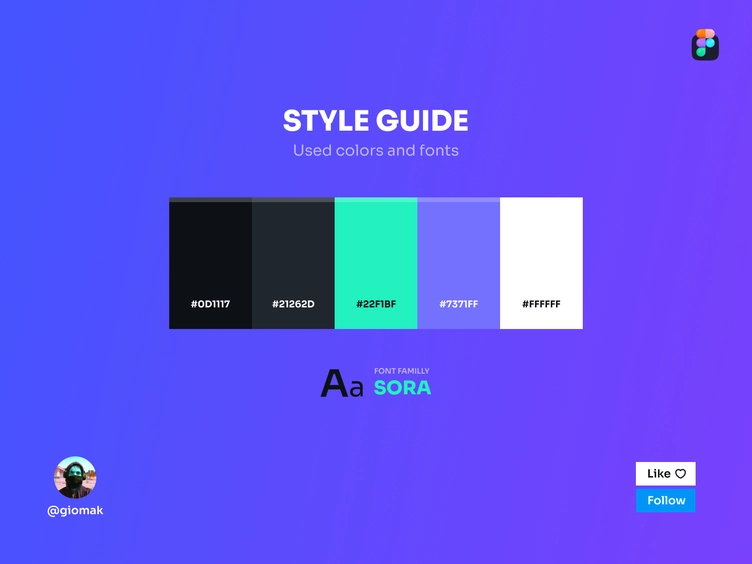 STYLE GUIDE
Used colors and fonts
#0D1117
#21262D
#22F1BF
#7371FF
#FFFFFF
Aa
FONT FAMILLY
SORA
@giomak
Like
Follow